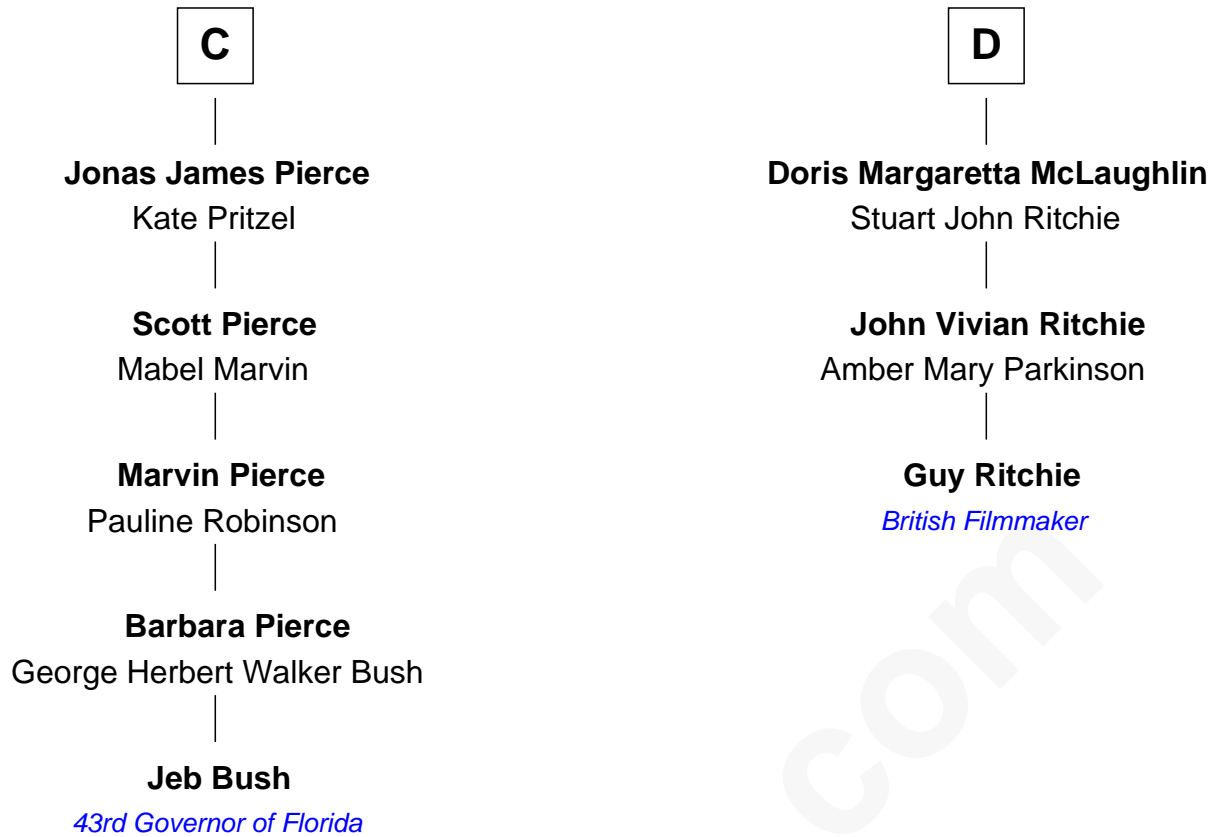 C
Jonas James Pierce
Kate Pritzel
Scott Pierce
Mabel Marvin
Marvin Pierce
Pauline Robinson
Barbara Pierce
George Herbert Walker Bush
Jeb Bush
43rd Governor of Florida
D
Doris Margaretta McLaughlin
Stuart John Ritchie
John Vivian Ritchie
Amber Mary Parkinson
Guy Ritchie
British Filmmaker
com